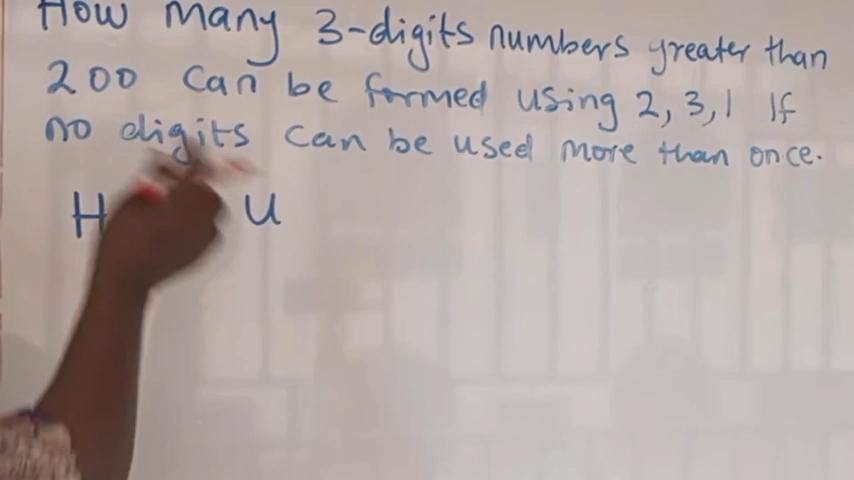 How many 3-digits numbers greater than
200 can be formed using 2, 3, 1 If
no digits can be used more than once.
H U